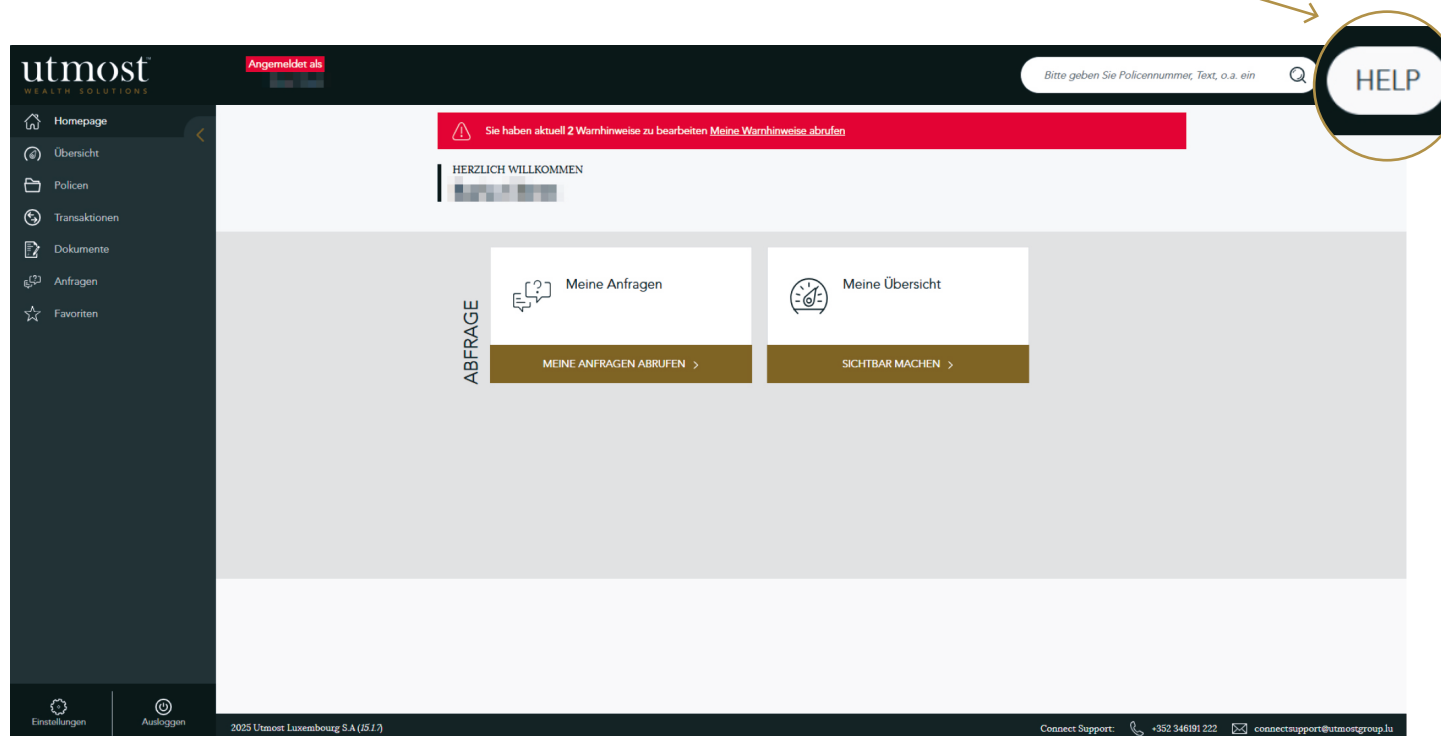 utmost
WEALTH SOLUTIONS
Angemeldet als
Bitte geben Sie Policennummer, Text, o.a. ein
HELP
Homepage
Übersicht
Policen
Transaktionen
Dokumente
Anfragen
Favoriten
Sie haben aktuell 2 Warnhinweise zu bearbeiten Meine Warnhinweise abrufen
HERZLICH WILLKOMMEN
ABFRAGE
Meine Anfragen
MEINE ANFRAGEN ABRUFEN >
Meine Übersicht
SICHTBAR MACHEN >
Einstellungen
Ausloggen
2025 Utmost Luxembourg S.A (15.1.7)
Connect Support: +352 346191 222 connectsupport@utmostgroup.lu